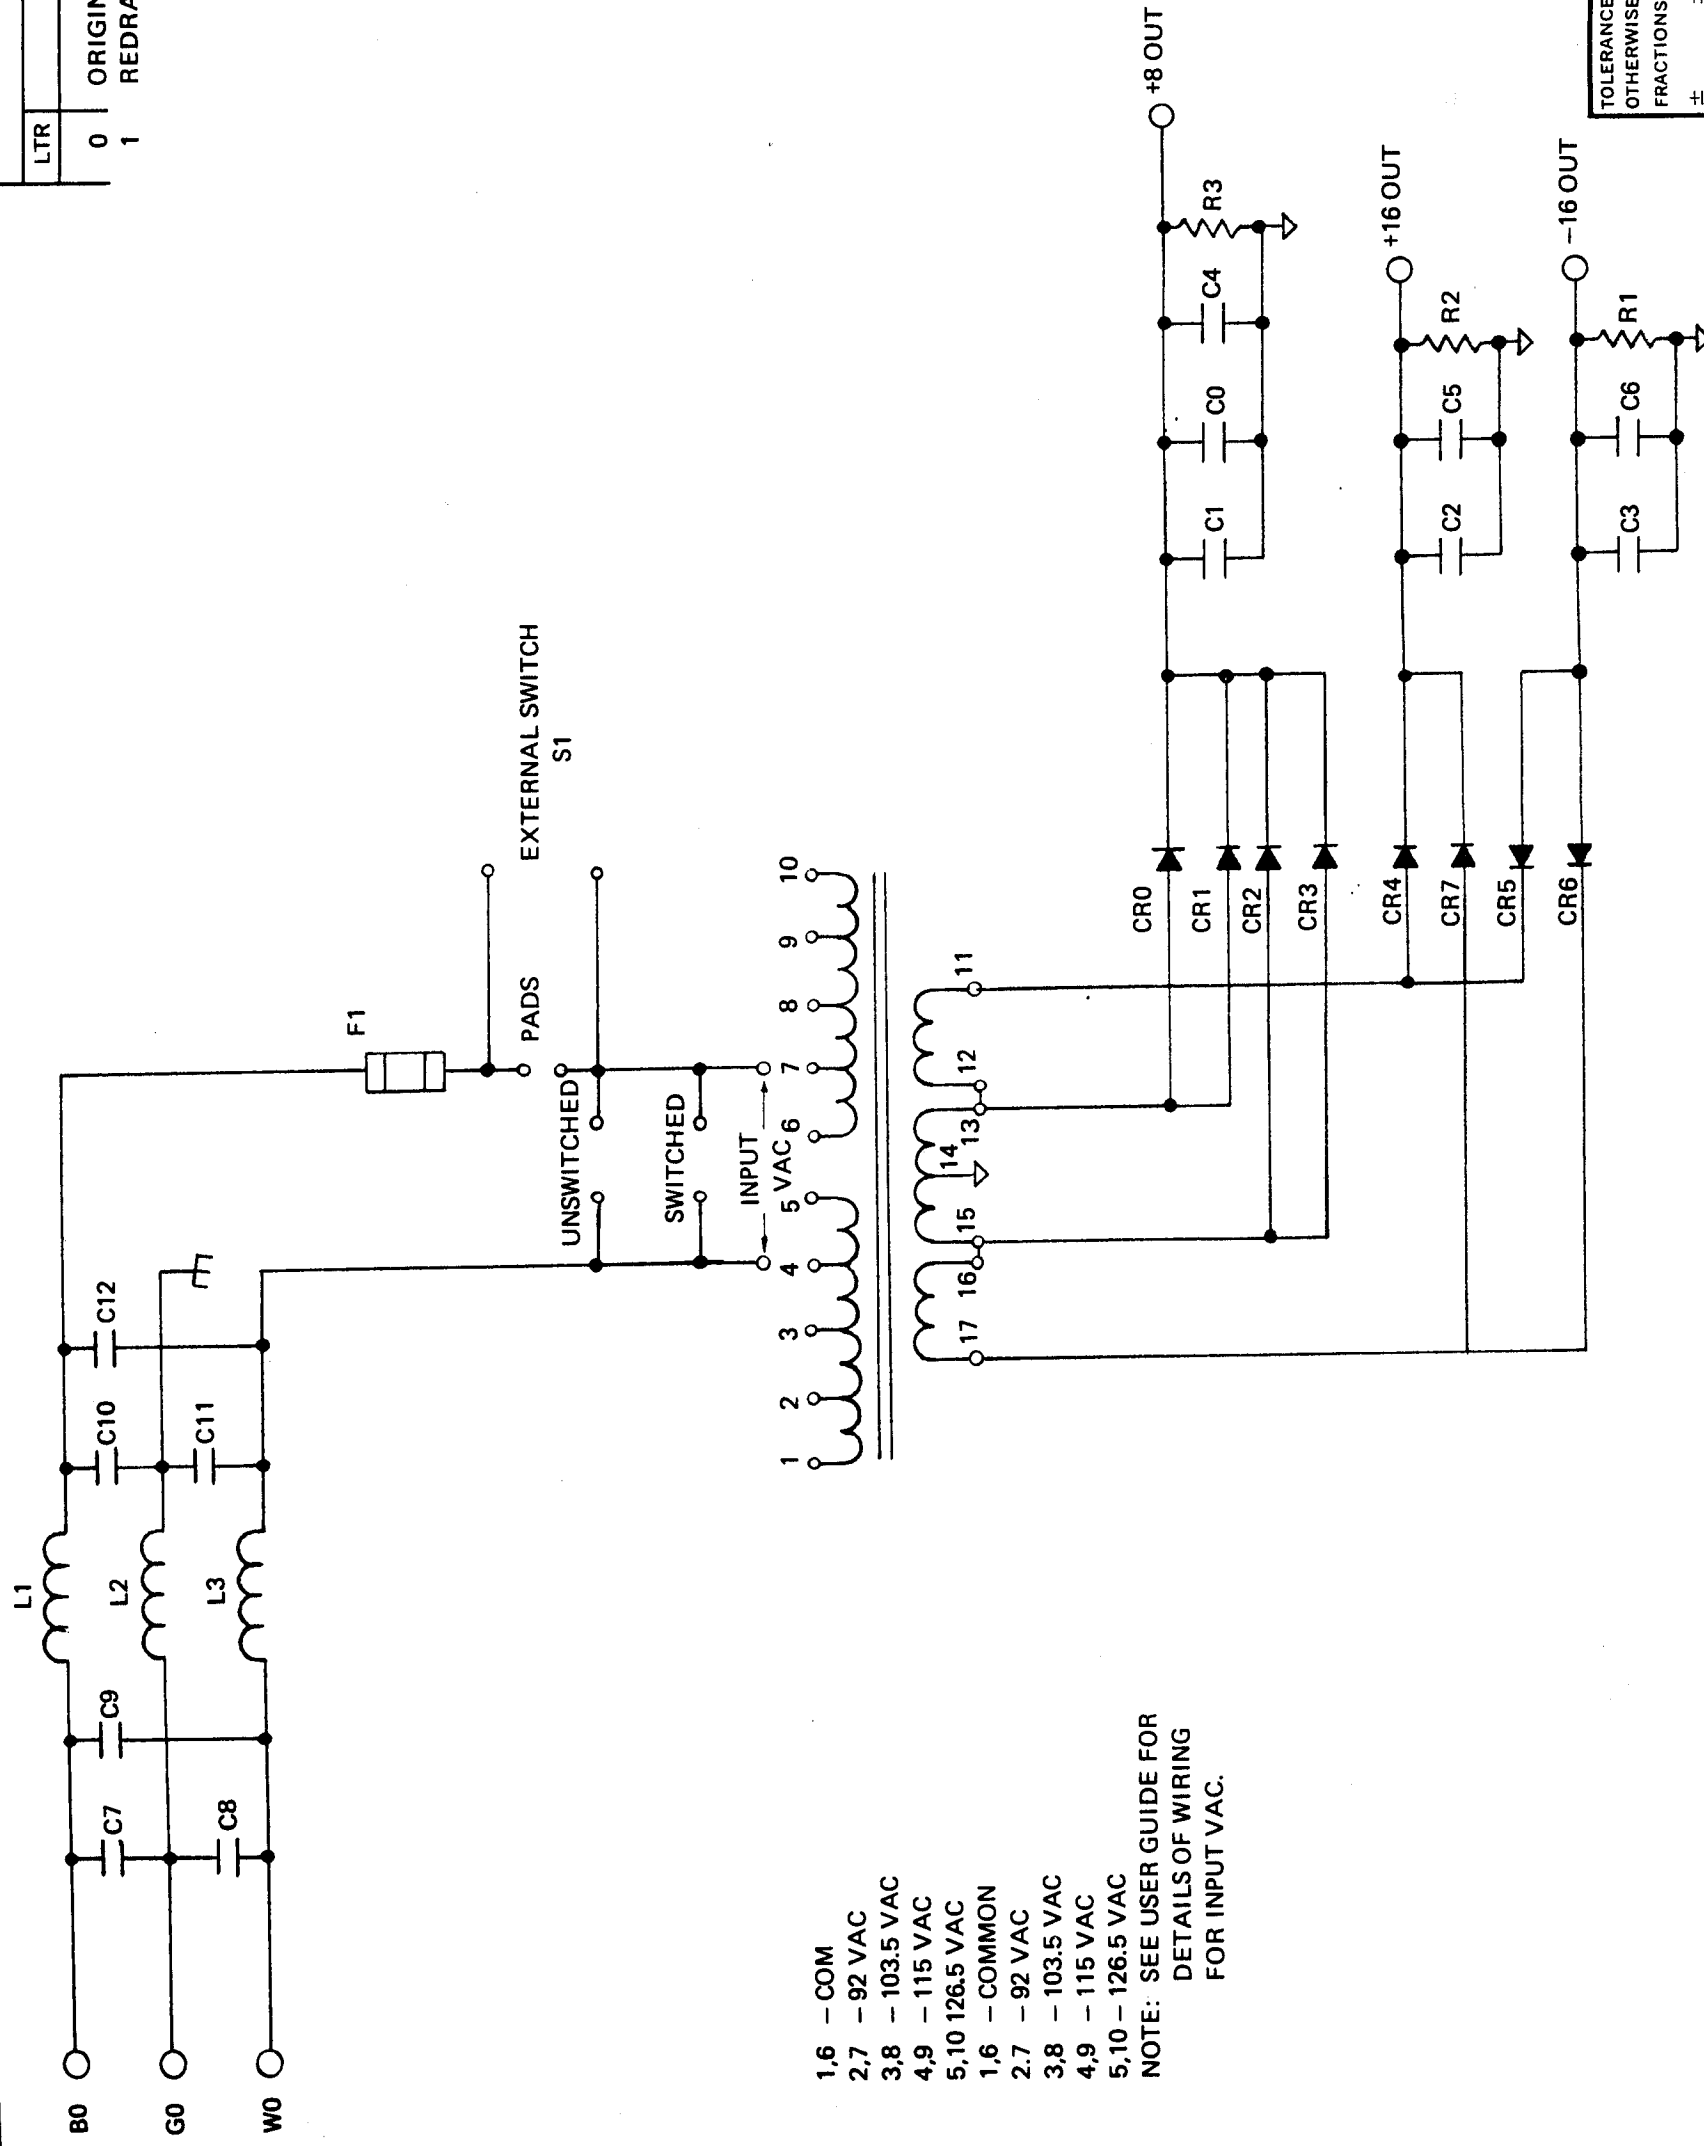 LTR
0 ORIGIN
1 REDRA
B0
G0
W0
C7
C8
C9
L1
L2
L3
C10
C11
C12
F1
EXTERNAL SWITCH
S1
PADS
UNSWITCHED
SWITCHED
INPUT
VAC
1
2
3
4
5
6
7
8
9
10
11
12
13
14
15
16
17
CR0
CR1
CR2
CR3
CR4
CR7
CR5
CR6
C1
C0
C4
R3
+8 OUT
C2
C5
R2
+16 OUT
C3
C6
R1
−16 OUT
1,6 – COM
2,7 – 92 VAC
3,8 – 103.5 VAC
4,9 – 115 VAC
5,10 126.5 VAC
1,6 – COMMON
2.7 – 92 VAC
3,8 – 103.5 VAC
4,9 – 115 VAC
5,10 – 126.5 VAC
NOTE: SEE USER GUIDE FOR
DETAILS OF WIRING
FOR INPUT VAC.
TOLERANCE
OTHERWISE
FRACTIONS
±